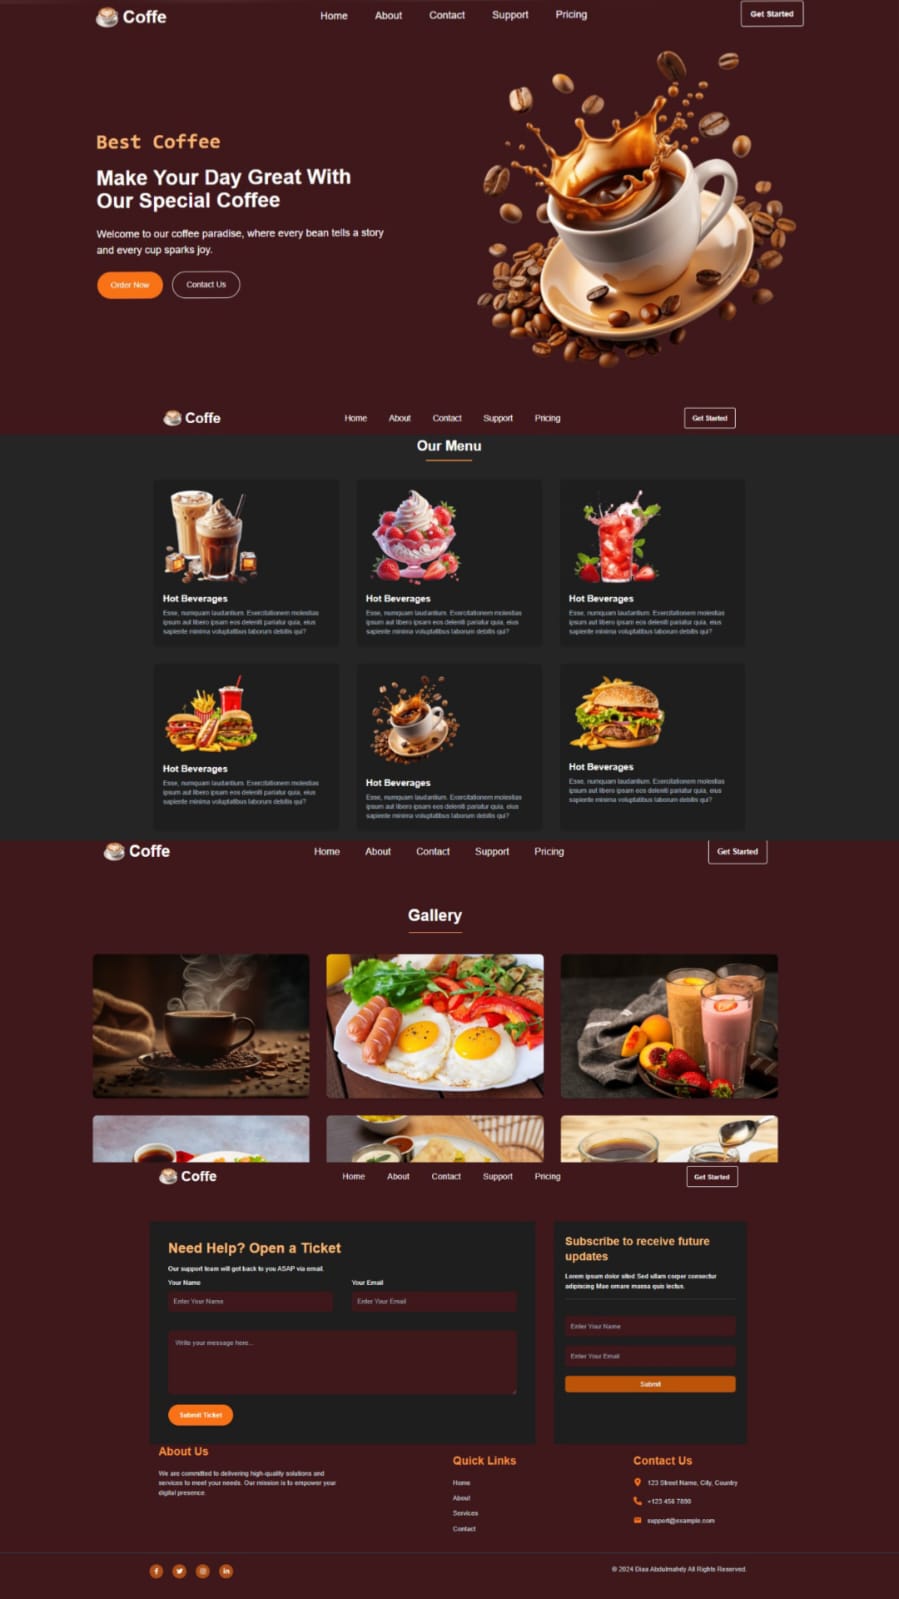 Coffe
Home About Contact Support Pricing
Get Started
Best Coffee
Make Your Day Great With
Our Special Coffee
Welcome to our coffee paradise, where every bean tells a story
and every cup sparks joy.
Order Now Contact Us
Coffe
Home About Contact Support Pricing
Get Started
Our Menu
Hot Beverages
Esse, numquam laudantium. Exercitationem molestias
ipsum aut libero ipsam eos deleniti pariatur quia, eius
sapiente minima voluptatibus laborum debitis qui?
Hot Beverages
Esse, numquam laudantium. Exercitationem molestias
ipsum aut libero ipsam eos deleniti pariatur quia, eius
sapiente minima voluptatibus laborum debitis qui?
Hot Beverages
Esse, numquam laudantium. Exercitationem molestias
ipsum aut libero ipsam eos deleniti pariatur quia, eius
sapiente minima voluptatibus laborum debitis qui?
Hot Beverages
Esse, numquam laudantium. Exercitationem molestias
ipsum aut libero ipsam eos deleniti pariatur quia, eius
sapiente minima voluptatibus laborum debitis qui?
Hot Beverages
Esse, numquam laudantium. Exercitationem molestias
ipsum aut libero ipsam eos deleniti pariatur quia, eius
sapiente minima voluptatibus laborum debitis qui?
Hot Beverages
Esse, numquam laudantium. Exercitationem molestias
ipsum aut libero ipsam eos deleniti pariatur quia, eius
sapiente minima voluptatibus laborum debitis qui?
Coffe
Home About Contact Support Pricing
Get Started
Gallery
Coffe
Home About Contact Support Pricing
Get Started
Need Help? Open a Ticket
Our support team will get back to you ASAP via email.
Your Name Your Email
Enter Your Name Enter Your Email
Write your message here...
Submit Ticket
Subscribe to receive future
updates
Lorem ipsum dolor sited Sed ullam corper consectur
adipiscing Mae ornare massa quis lectus.
Enter Your Name
Enter Your Email
Submit
About Us
We are committed to delivering high-quality solutions and
services to meet your needs. Our mission is to empower your
digital presence.
Quick Links
Home
About
Services
Contact
Contact Us
123 Street Name, City, Country
+123 456 7890
support@example.com
© 2024 Diaa Abdulmahdy All Rights Reserved.